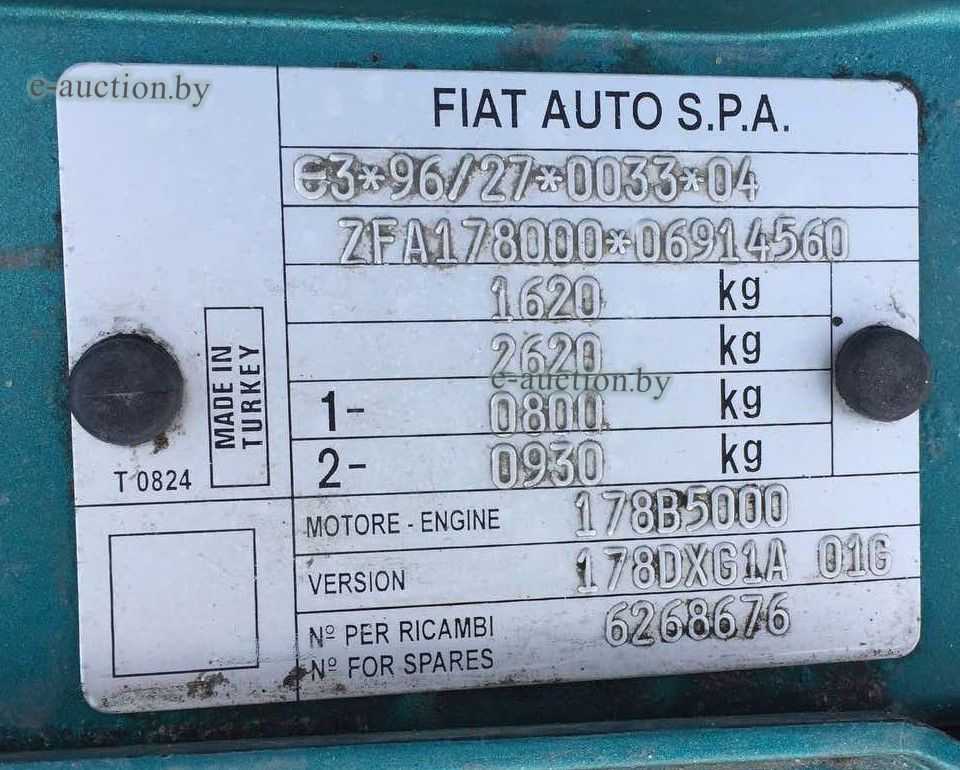 e-auction.by
FIAT AUTO S.P.A.
e3*96/27*0033*04
ZFA178000*06914560
1620 kg
2620 kg
e-auction.by
1- 0800 kg
2- 0930 kg
MADE IN
TURKEY
T 0824
MOTORE - ENGINE 178B5000
VERSION 178DXG1A 01G
Nº PER RICAMBI 6268676
Nº FOR SPARES